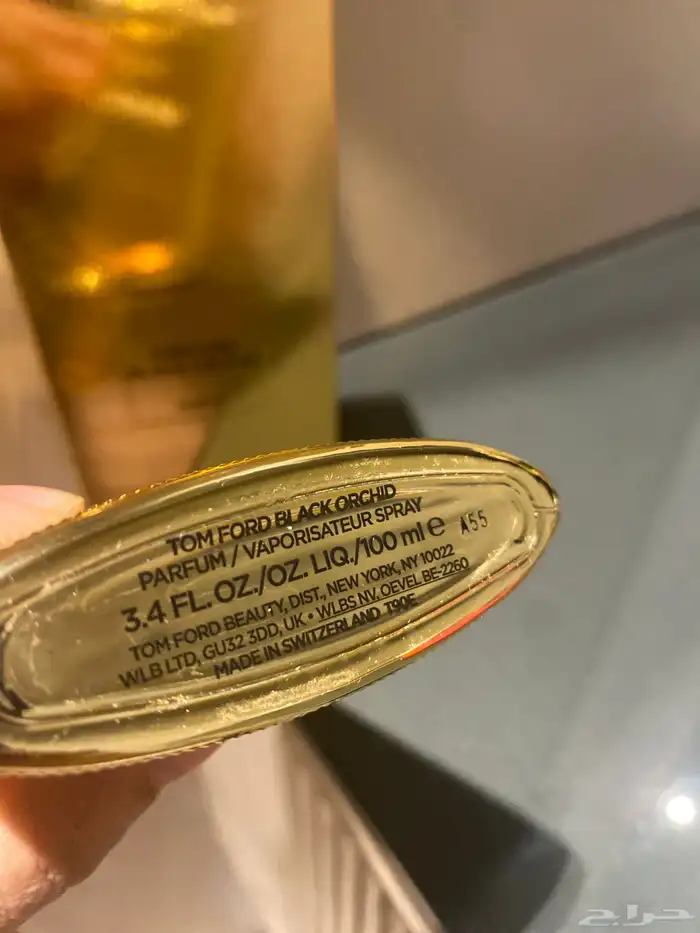 TOM FORD BLACK ORCHID
PARFUM / VAPORISATEUR SPRAY
3.4 FL. OZ./OZ. LIQ./100 ml e A55
TOM FORD BEAUTY, DIST., NEW YORK, NY 10022
WLB LTD, GU32 3DD, UK • WLBS NV, OEVEL BE-2260
MADE IN SWITZERLAND T90E
حراج